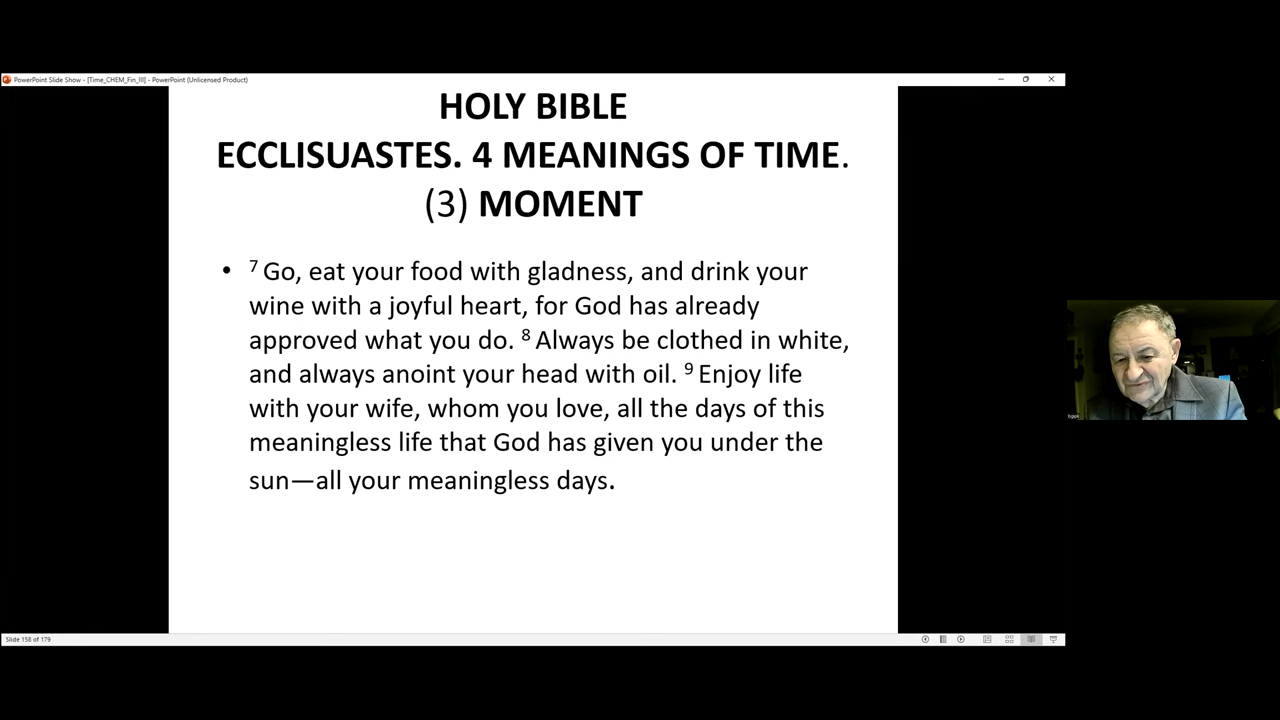 PowerPoint Slide Show - [Time_CHEM_Fin_III] - PowerPoint (Unlicensed Product)
HOLY BIBLE
ECCLISUASTES. 4 MEANINGS OF TIME.
(3) MOMENT
• 7 Go, eat your food with gladness, and drink your
wine with a joyful heart, for God has already
approved what you do. 8 Always be clothed in white,
and always anoint your head with oil. 9 Enjoy life
with your wife, whom you love, all the days of this
meaningless life that God has given you under the
sun—all your meaningless days.
Slide 158 of 179